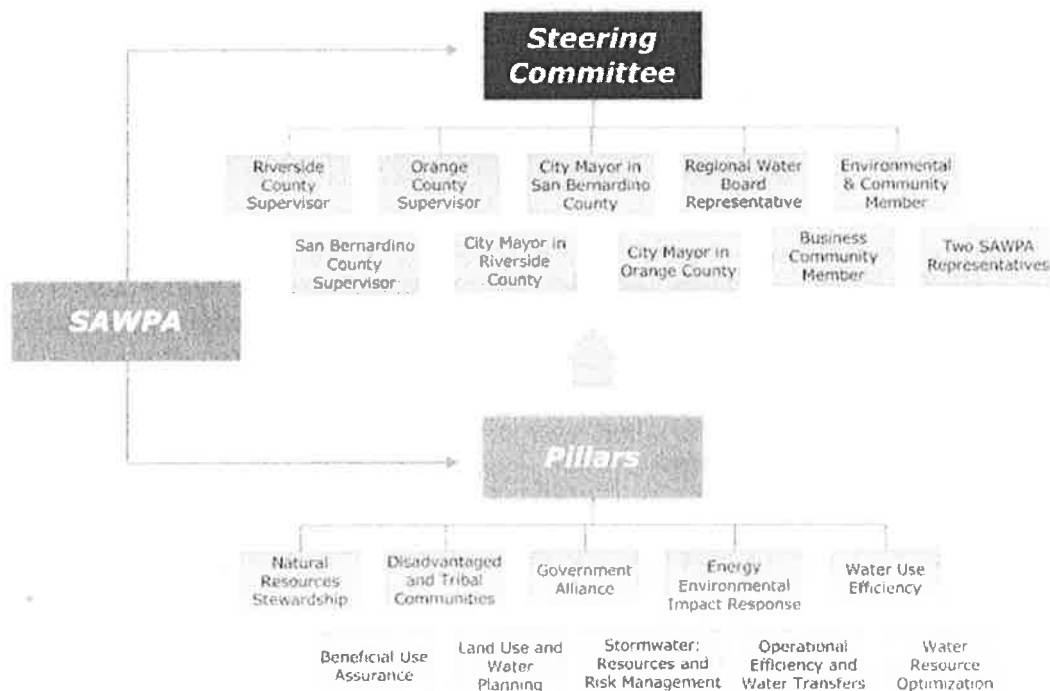 Steering
Committee
Riverside
County
Supervisor
Orange
County
Supervisor
City Mayor in
San Bernardino
County
Regional Water
Board
Representative
Environmental
& Community
Member
San Bernardino
County
Supervisor
City Mayor in
Riverside
County
City Mayor in
Orange County
Business
Community
Member
Two SAWPA
Representatives
SAWPA
Pillars
Natural
Resources
Stewardship
Disadvantaged
and Tribal
Communities
Government
Alliance
Energy
Environmental
Impact Response
Water Use
Efficiency
Beneficial Use
Assurance
Land Use and
Water
Planning
Stormwater:
Resources and
Risk Management
Operational
Efficiency and
Water Transfers
Water
Resource
Optimization